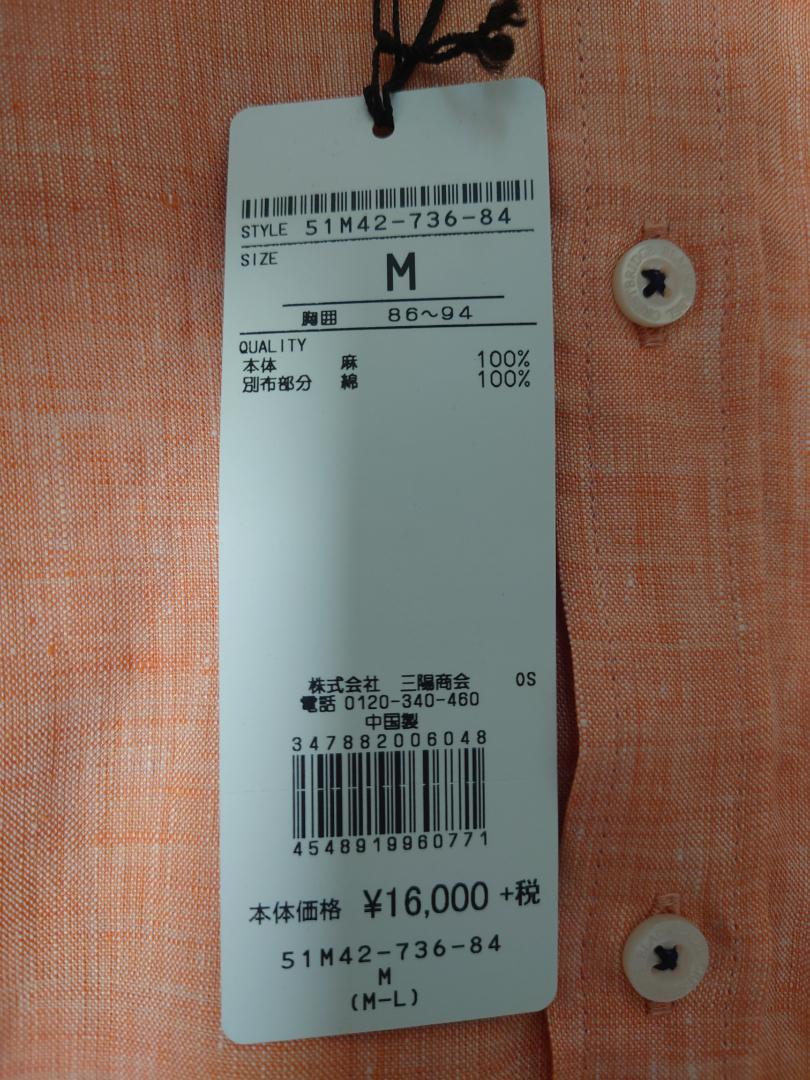 STYLE 51M42-736-84
SIZE
M
胸囲 86~94
QUALITY
本体 麻 100%
別布部分 綿 100%
株式会社 三陽商会 OS
電話 0120-340-460
中国製
347882006048
4548919960771
本体価格 ¥16,000 +税
51M42-736-84
M
(M-L)